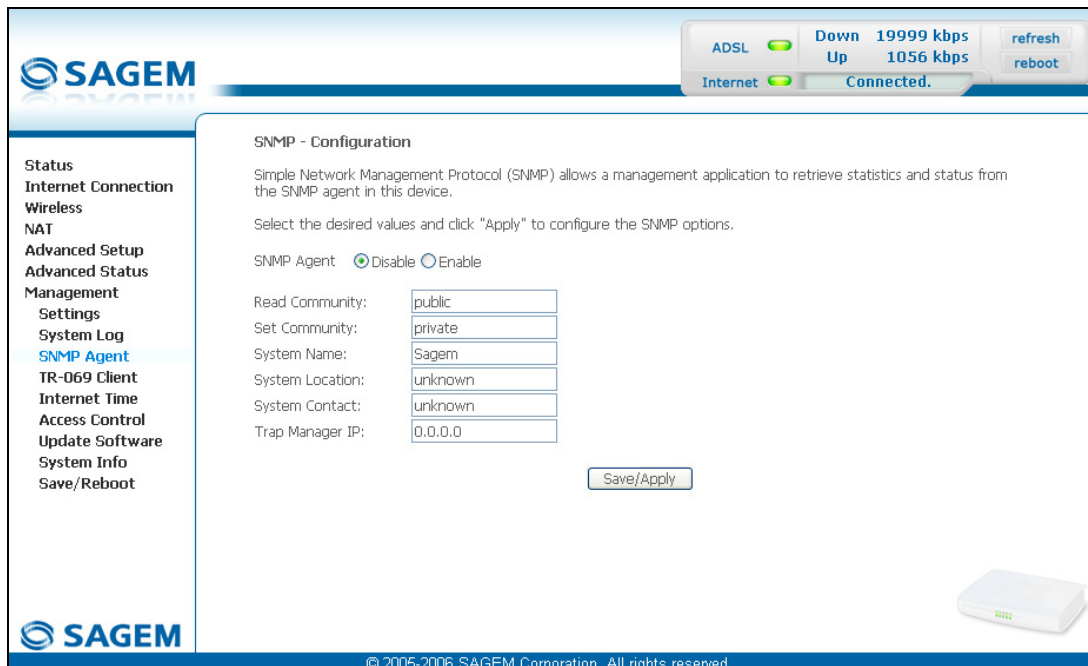 SAGEM
ADSL
Down 19999 kbps
Up 1056 kbps
refresh
reboot
Internet
Connected.
Status
Internet Connection
Wireless
NAT
Advanced Setup
Advanced Status
Management
Settings
System Log
SNMP Agent
TR-069 Client
Internet Time
Access Control
Update Software
System Info
Save/Reboot
SNMP - Configuration
Simple Network Management Protocol (SNMP) allows a management application to retrieve statistics and status from
the SNMP agent in this device.
Select the desired values and click "Apply" to configure the SNMP options.
SNMP Agent Disable Enable
Read Community: public
Set Community: private
System Name: Sagem
System Location: unknown
System Contact: unknown
Trap Manager IP: 0.0.0.0
Save/Apply
SAGEM
© 2005-2006 SAGEM Corporation. All rights reserved.